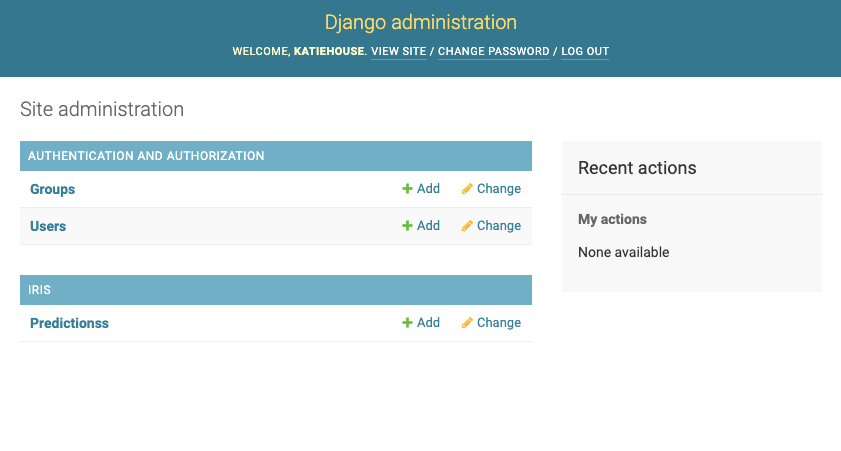 Django administration
WELCOME, KATIEHOUSE. VIEW SITE / CHANGE PASSWORD / LOG OUT
Site administration
AUTHENTICATION AND AUTHORIZATION
Groups Add Change
Users Add Change
IRIS
Predictionss Add Change
Recent actions
My actions
None available